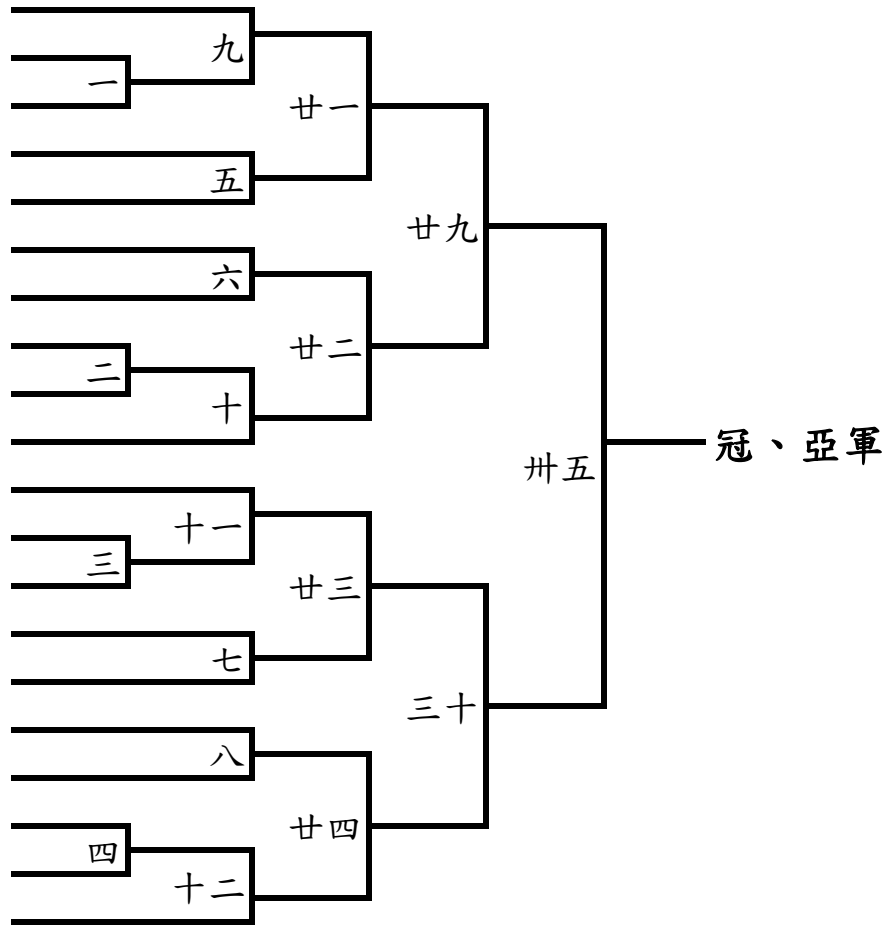 九
一
廿一
五
廿九
六
廿二
二
十
冠、亞軍
卅五
十一
三
廿三
七
三十
八
廿四
四
十二